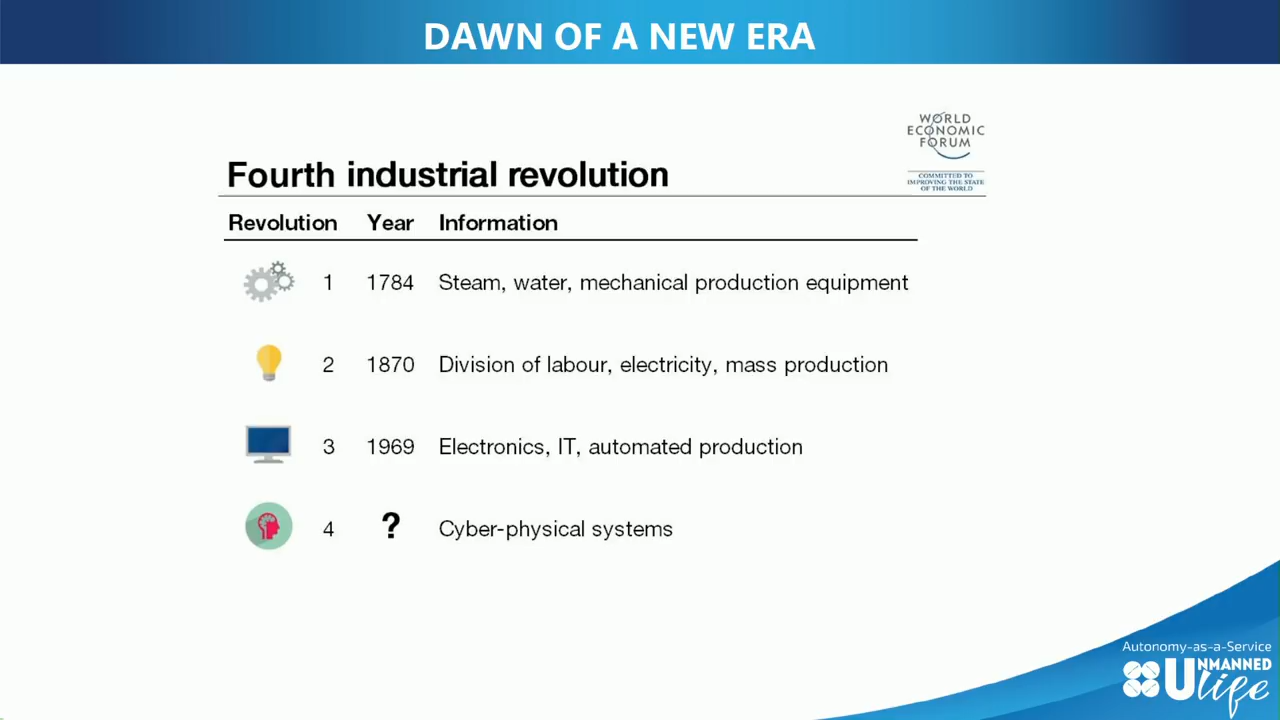 DAWN OF A NEW ERA
WORLD
ECONOMIC
FORUM
COMMITTED TO
IMPROVING THE STATE
OF THE WORLD
Fourth industrial revolution
Revolution Year Information
1 1784 Steam, water, mechanical production equipment
2 1870 Division of labour, electricity, mass production
3 1969 Electronics, IT, automated production
4 ? Cyber-physical systems
Autonomy-as-a-Service
UNMANNED
life